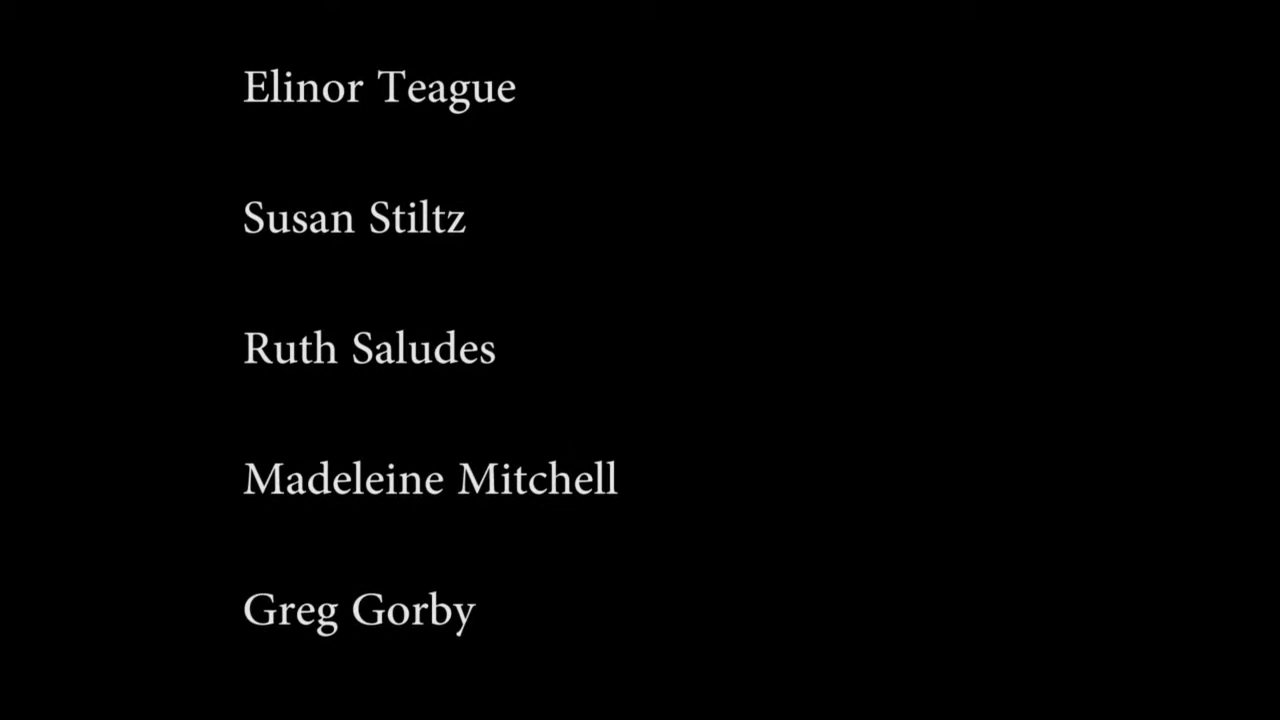 Elinor Teague
Susan Stiltz
Ruth Saludes
Madeleine Mitchell
Greg Gorby